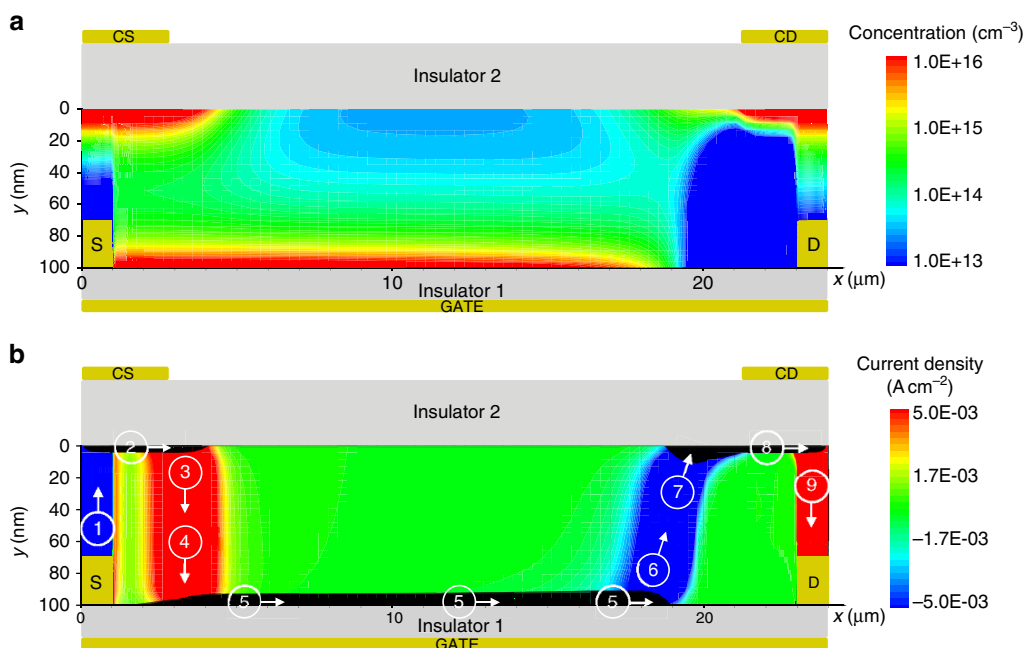 a
CS
CD
Concentration (cm⁻³)
Insulator 2
1.0E+16
1.0E+15
1.0E+14
1.0E+13
y (nm)
0
20
40
60
80
100
S
D
0
10
20
x (μm)
Insulator 1
GATE
b
CS
CD
Current density
(A cm⁻²)
Insulator 2
5.0E-03
1.7E-03
–1.7E-03
–5.0E-03
y (nm)
0
20
40
60
80
100
2
8
3
7
9
1
4
6
S
D
5
5
5
0
10
20
x (μm)
Insulator 1
GATE